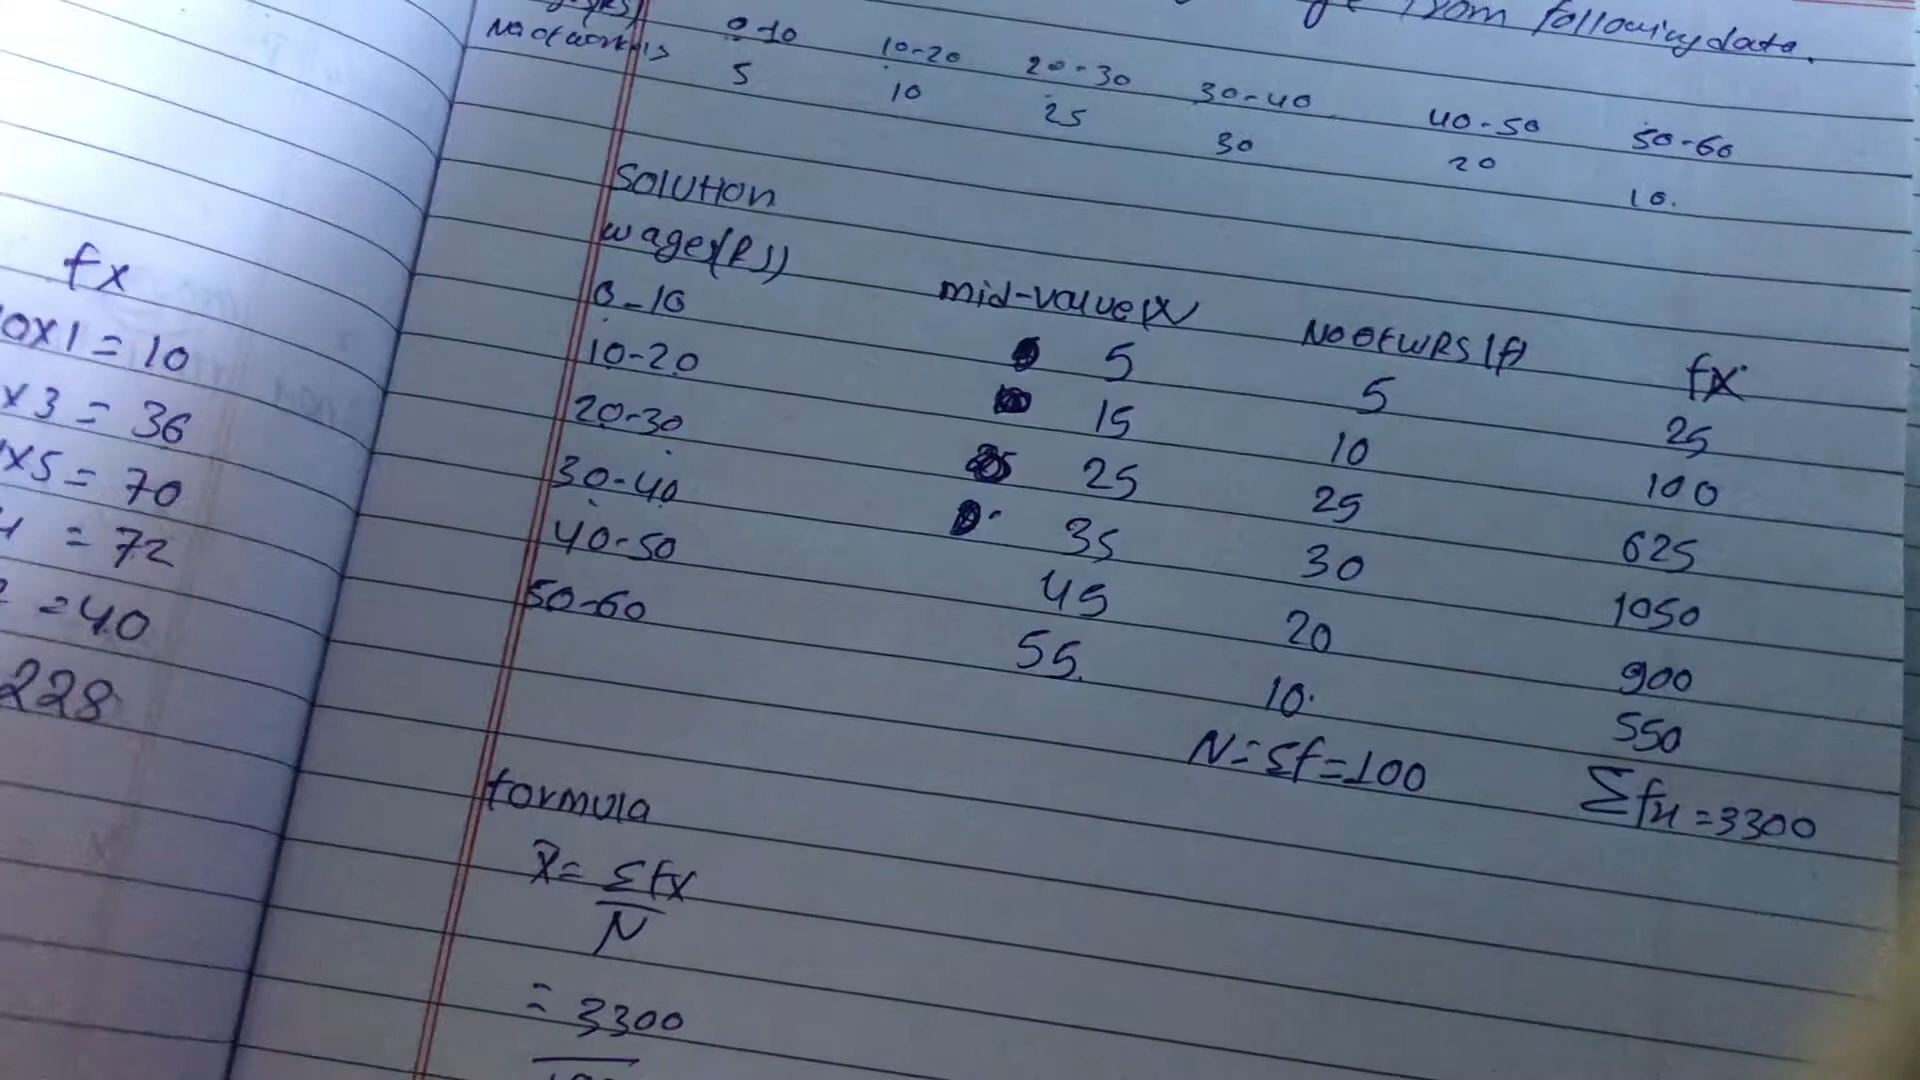 from following data.
0-10 10-20 20-30 30-40 40-50 50-60
No of workers 5 10 25 30 20 10.
Solution
wages(RS) mid-value(X) No of WRS (f) fx
0-10 5 5 25
10-20 15 10 100
20-30 25 25 625
30-40 35 30 1050
40-50 45 20 900
50-60 55. 10. 550
N=Σf=100 Σfx=3300
formula
X̄= Σfx
N
= 3300
fx
0x1=10
x3=36
x5=70
=72
=40
228